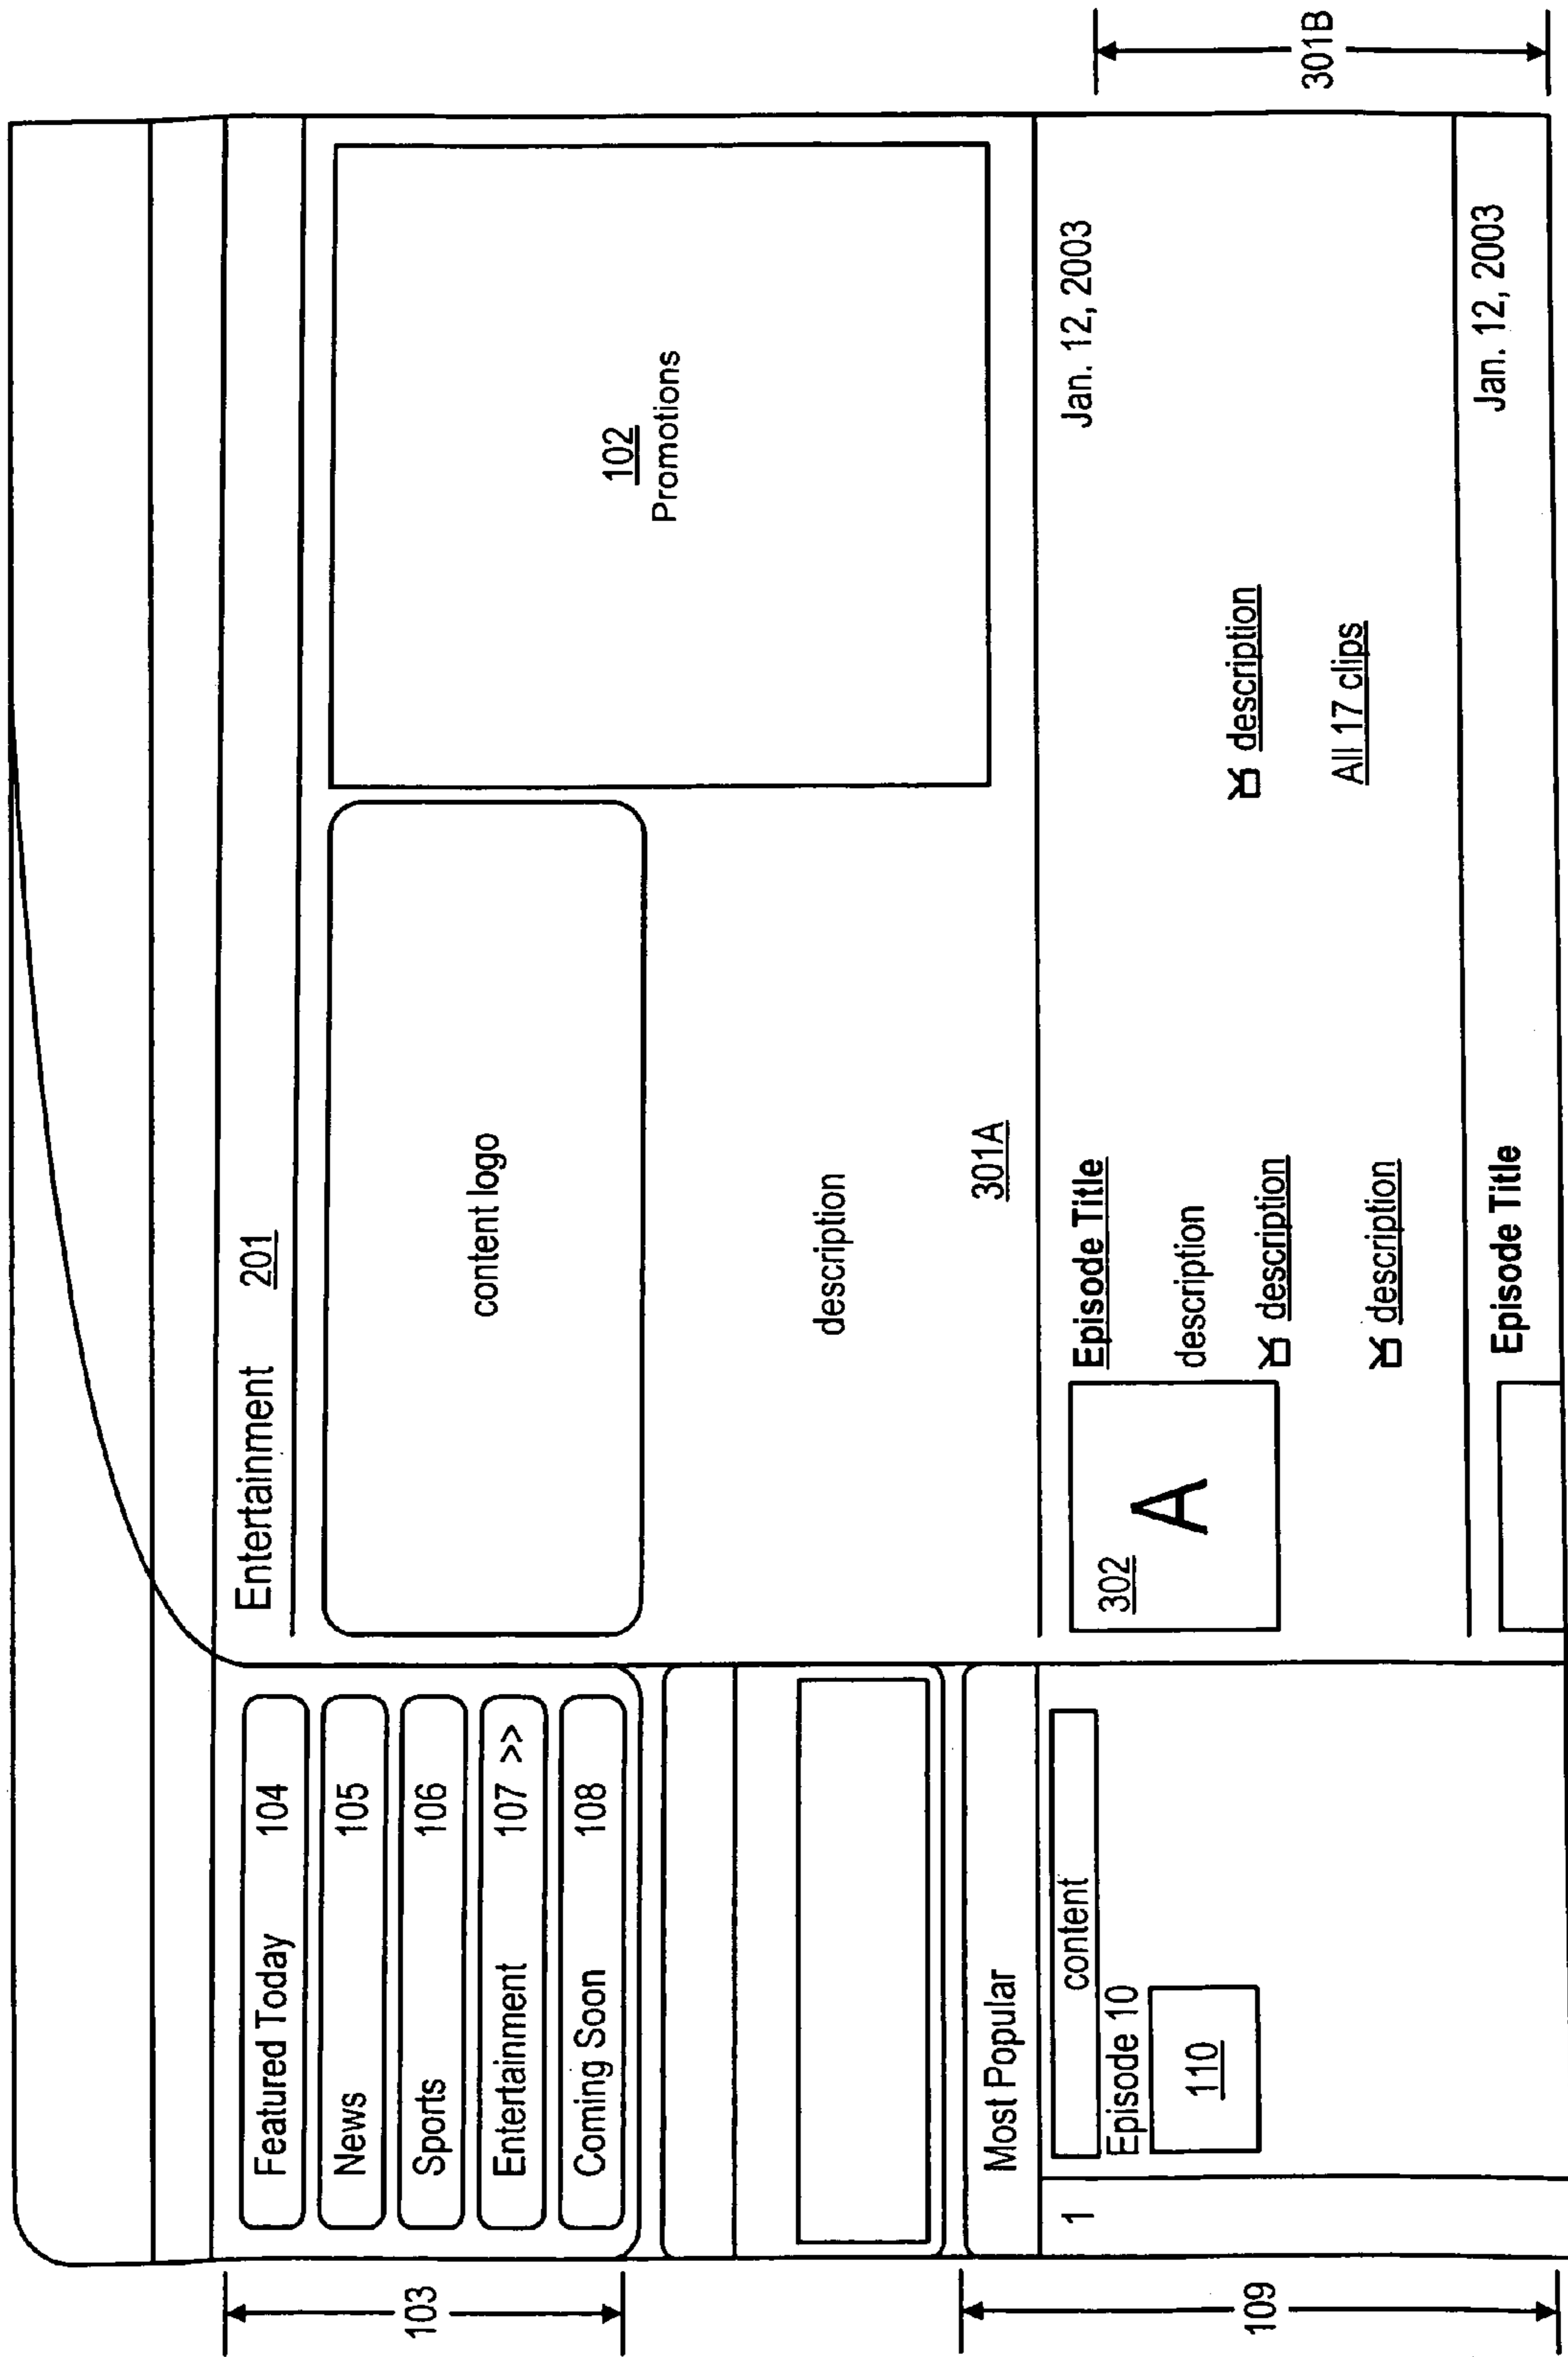 103
Featured Today 104
News 105
Sports 106
Entertainment 107 >>
Coming Soon 108
109
Most Popular
1
content
Episode 10
110
Entertainment 201
content logo
102
Promotions
description
301A
302
A
Episode Title
Jan. 12, 2003
description
description
description
description
All 17 clips
Episode Title
Jan. 12, 2003
301B